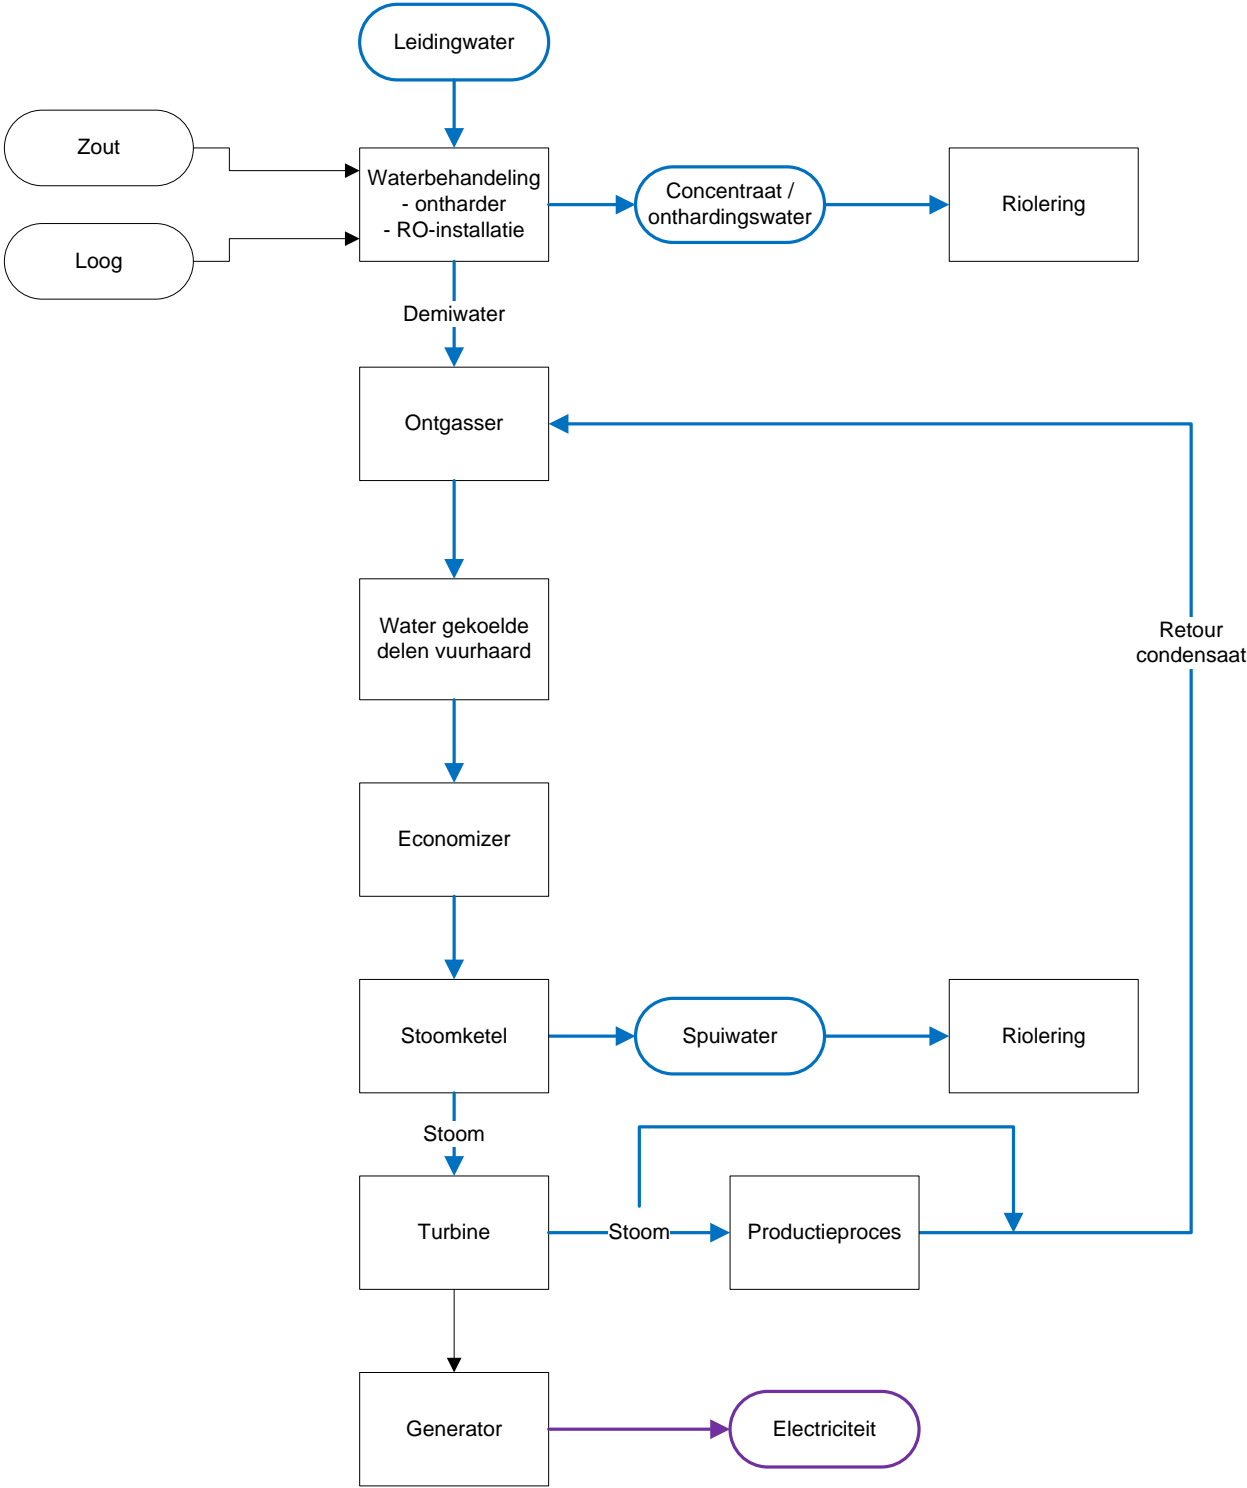 Leidingwater
Zout
Waterbehandeling
- ontharder
- RO-installatie
Concentraat /
onthardingswater
Riolering
Loog
Demiwater
Ontgasser
Water gekoelde
delen vuurhaard
Retour
condensaat
Economizer
Stoomketel
Spuiwater
Riolering
Stoom
Turbine
Stoom
Productieproces
Generator
Electriciteit